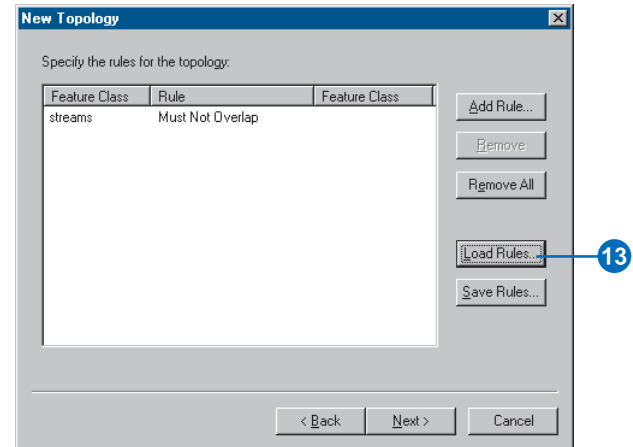 New Topology
Specify the rules for the topology:
Feature Class Rule Feature Class
streams Must Not Overlap
Add Rule...
Remove
Remove All
Load Rules...
13
Save Rules...
< Back Next > Cancel